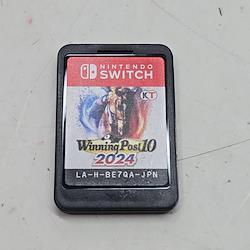 NINTENDO
SWITCH
KT
Winning Post 10
2024
LA-H-BE7QA-JPN